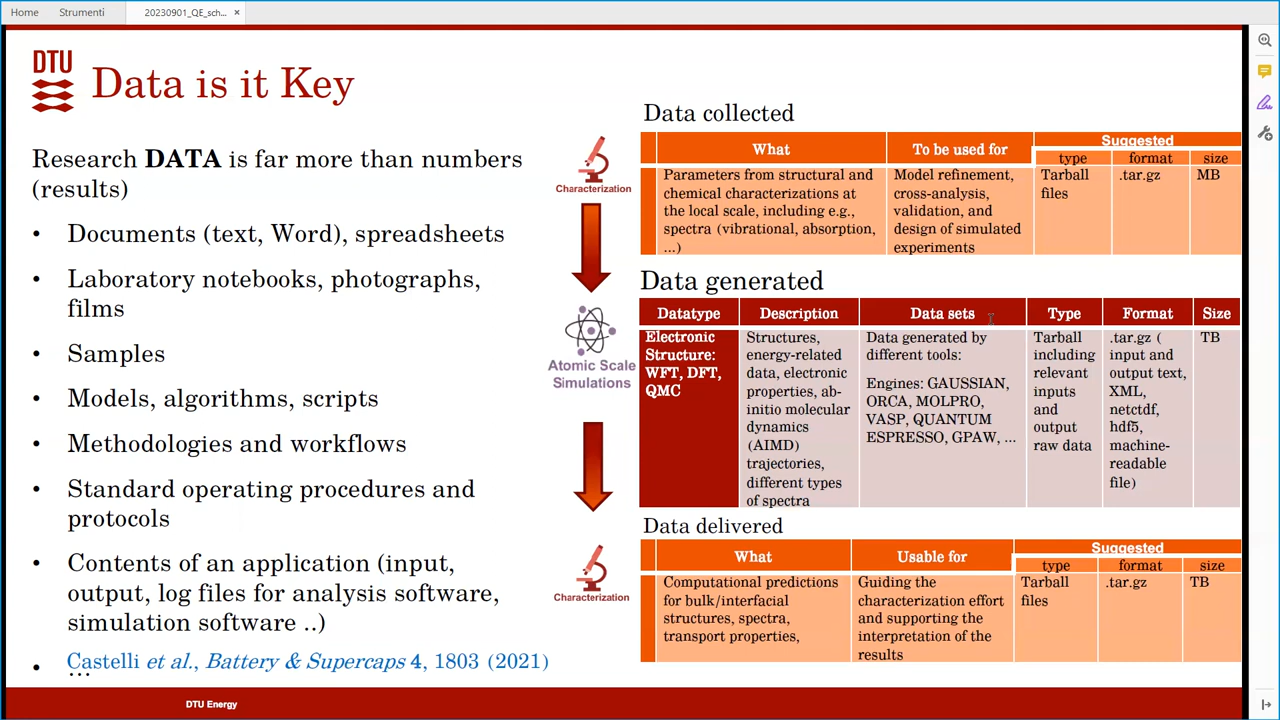 Home
Strumenti
20230901_QE_sch...
×
DTU
Data is it Key
Research DATA is far more than numbers
(results)
• Documents (text, Word), spreadsheets
• Laboratory notebooks, photographs,
films
• Samples
• Models, algorithms, scripts
• Methodologies and workflows
• Standard operating procedures and
protocols
• Contents of an application (input,
output, log files for analysis software,
simulation software ..)
• ...
Castelli et al., Battery & Supercaps 4, 1803 (2021)
Characterization
Atomic Scale
Simulations
Characterization
Data collected
What
To be used for
Suggested
type
format
size
Parameters from structural and
chemical characterizations at
the local scale, including e.g.,
spectra (vibrational, absorption,
...)
Model refinement,
cross-analysis,
validation, and
design of simulated
experiments
Tarball
files
.tar.gz
MB
Data generated
Datatype
Description
Data sets
Type
Format
Size
Electronic
Structure:
WFT, DFT,
QMC
Structures,
energy-related
data, electronic
properties, ab-
initio molecular
dynamics
(AIMD)
trajectories,
different types
of spectra
Data generated by
different tools:
Engines: GAUSSIAN,
ORCA, MOLPRO,
VASP, QUANTUM
ESPRESSO, GPAW, ...
Tarball
including
relevant
inputs
and
output
raw data
.tar.gz (
input and
output text,
XML,
netctdf,
hdf5,
machine-
readable
file)
TB
Data delivered
What
Usable for
Suggested
type
format
size
Computational predictions
for bulk/interfacial
structures, spectra,
transport properties,
Guiding the
characterization effort
and supporting the
interpretation of the
results
Tarball
files
.tar.gz
TB
DTU Energy